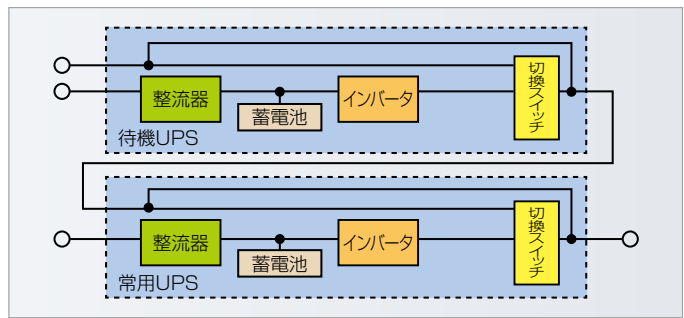 整流器
蓄電池
インバータ
切換スイッチ
待機UPS
整流器
蓄電池
インバータ
切換スイッチ
常用UPS